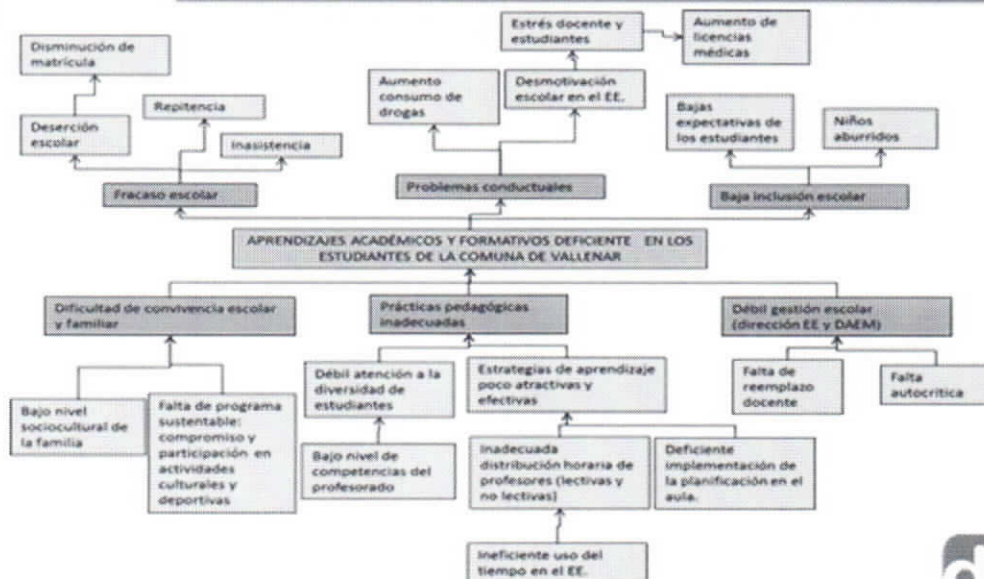 Estrés docente y
estudiantes
Aumento de
licencias
médicas
Disminución de
matrícula
Aumento
consumo de
drogas
Desmotivación
escolar en el EE.
Repitencia
Bajas
expectativas de
los estudiantes
Niños
aburridos
Deserción
escolar
Inasistencia
Fracaso escolar
Problemas conductuales
Baja inclusión escolar
APRENDIZAJES ACADÉMICOS Y FORMATIVOS DEFICIENTE EN LOS
ESTUDIANTES DE LA COMUNA DE VALLENAR
Dificultad de convivencia escolar
y familiar
Prácticas pedagógicas
inadecuadas
Débil gestión escolar
(dirección EE y DAEM)
Débil atención a la
diversidad de
estudiantes
Estrategias de aprendizaje
poco atractivas y
efectivas
Falta de
reemplazo
docente
Falta
autocrítica
Bajo nivel
sociocultural de
la familia
Falta de programa
sustentable:
compromiso y
participación en
actividades
culturales y
deportivas
Bajo nivel de
competencias del
profesorado
Inadecuada
distribución horaria de
profesores (lectivas y
no lectivas)
Deficiente
implementación de
la planificación en el
aula.
Ineficiente uso del
tiempo en el EE.